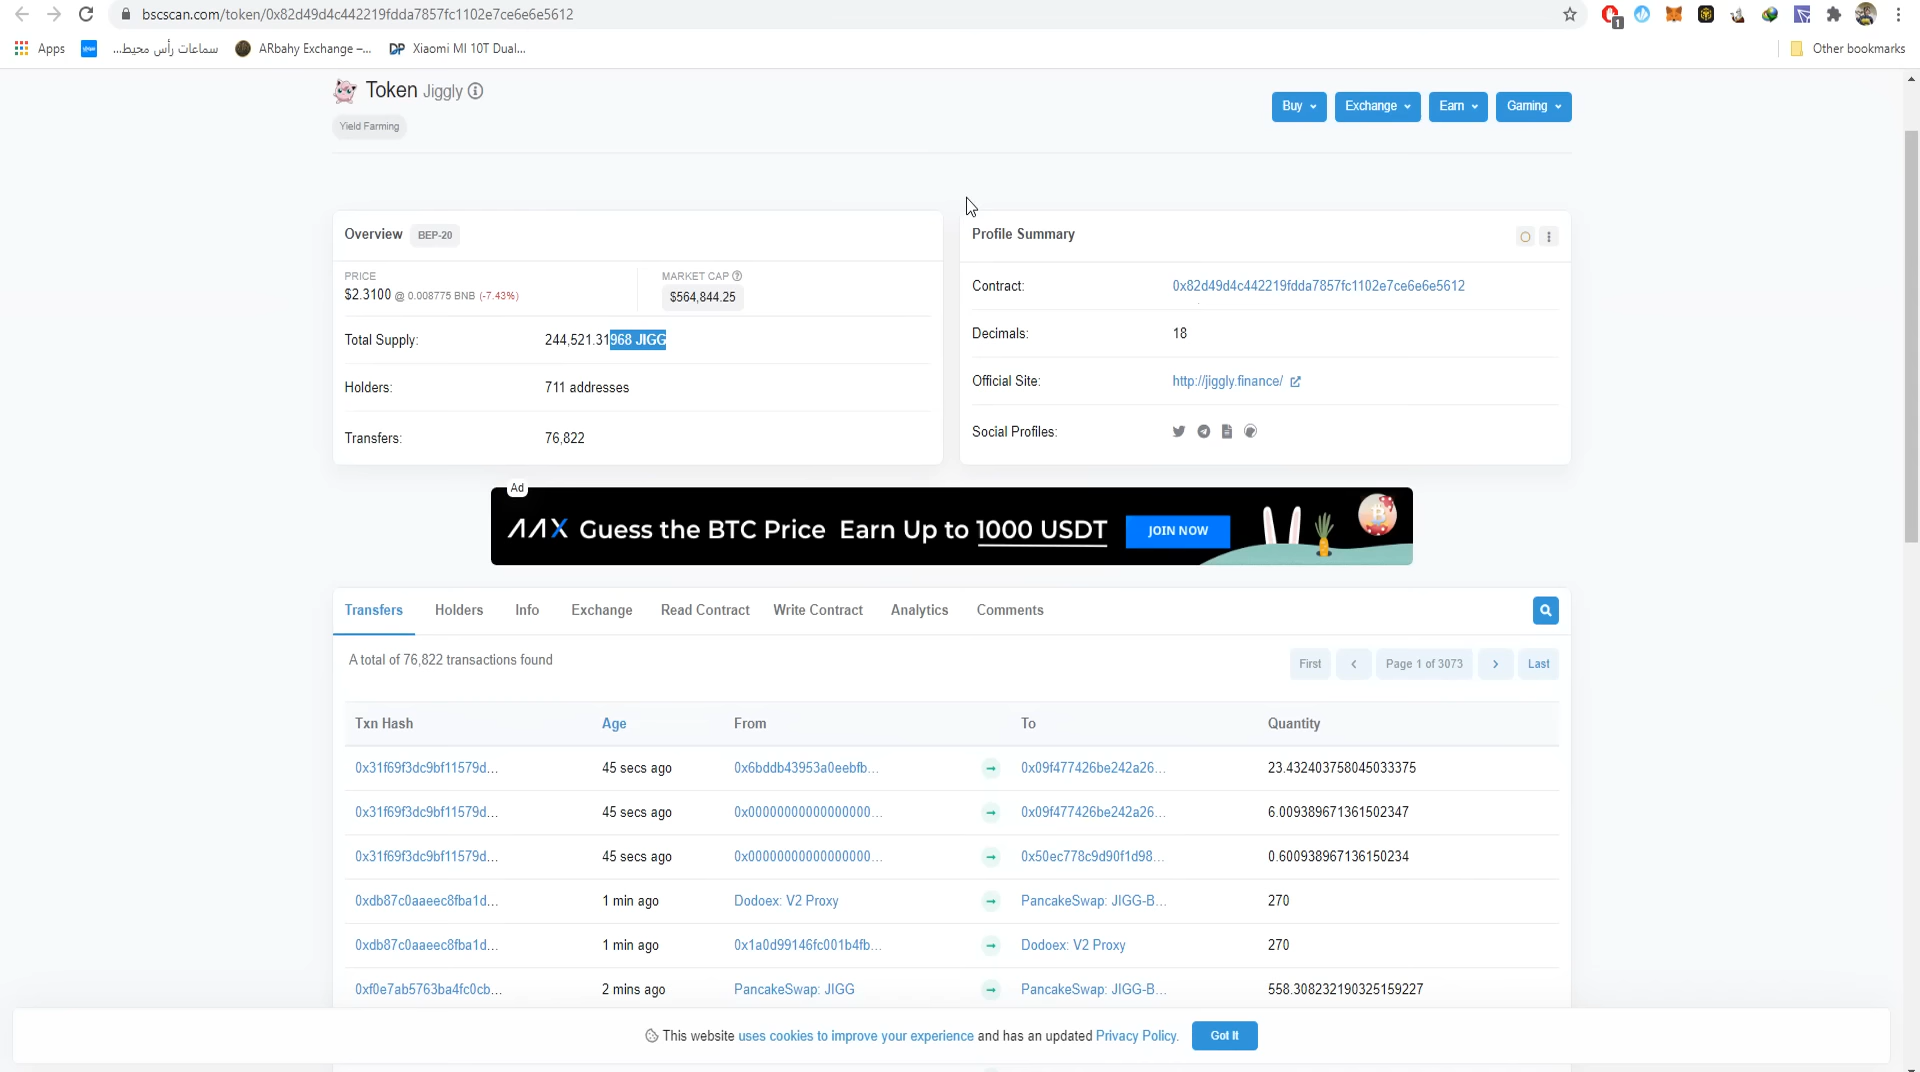 bscscan.com/token/0x82d49d4c442219fdda7857fc1102e7ce6e6e5612
1
Apps
سماعات رأس محيط...
ARbahy Exchange –...
DP Xiaomi MI 10T Dual...
Other bookmarks
Token Jiggly
Buy
Exchange
Earn
Gaming
Yield Farming
Overview BEP-20
PRICE
$2.3100 @ 0.008775 BNB (-7.43%)
MARKET CAP
$564,844.25
Total Supply: 244,521.31968 JIGG
Holders: 711 addresses
Transfers: 76,822
Profile Summary
Contract: 0x82d49d4c442219fdda7857fc1102e7ce6e6e5612
Decimals: 18
Official Site: http://jiggly.finance/
Social Profiles:
Ad
AAX Guess the BTC Price Earn Up to 1000 USDT JOIN NOW
Transfers Holders Info Exchange Read Contract Write Contract Analytics Comments
A total of 76,822 transactions found
First Page 1 of 3073 Last
Txn Hash Age From To Quantity
0x31f69f3dc9bf11579d... 45 secs ago 0x6bddb43953a0eebfb... 0x09f477426be242a26... 23.432403758045033375
0x31f69f3dc9bf11579d... 45 secs ago 0x00000000000000000... 0x09f477426be242a26... 6.009389671361502347
0x31f69f3dc9bf11579d... 45 secs ago 0x00000000000000000... 0x50ec778c9d90f1d98... 0.600938967136150234
0xdb87c0aaeec8fba1d... 1 min ago Dodoex: V2 Proxy PancakeSwap: JIGG-B... 270
0xdb87c0aaeec8fba1d... 1 min ago 0x1a0d99146fc001b4fb... Dodoex: V2 Proxy 270
0xf0e7ab5763ba4fc0cb... 2 mins ago PancakeSwap: JIGG PancakeSwap: JIGG-B... 558.308232190325159227
This website uses cookies to improve your experience and has an updated Privacy Policy. Got It